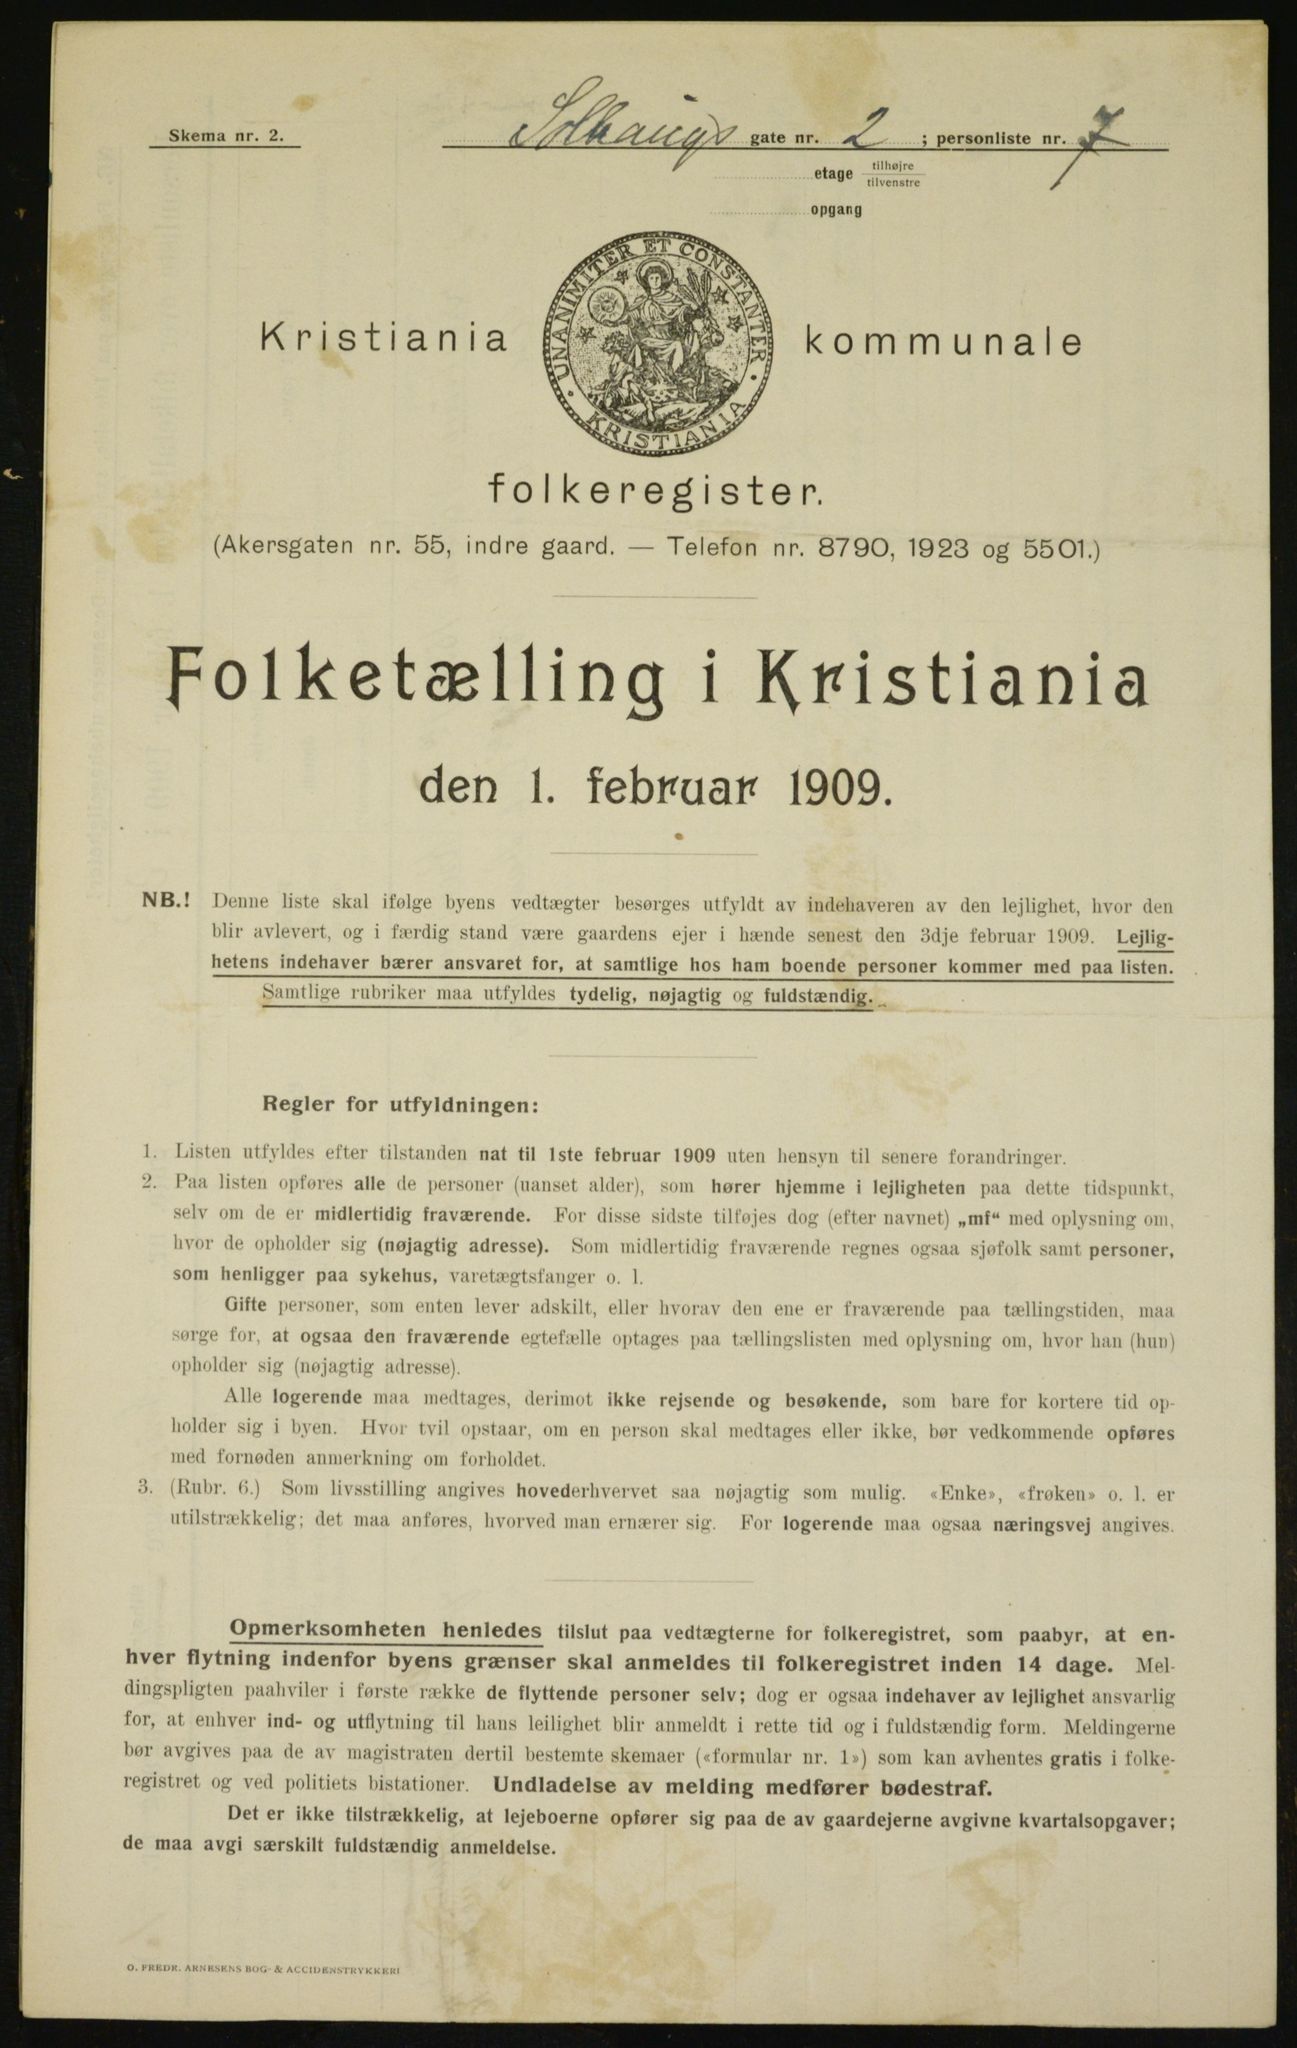 Skema nr. 2.
Solhaugs gate nr. 2 ; personliste nr. 7
etage tilhøjre
tilvenstre
opgang
UNANIMITER ET CONSTANTER
KRISTIANIA
Kristiania kommunale
folkeregister.
(Akersgaten nr. 55, indre gaard. — Telefon nr. 8790, 1923 og 5501.)
Folketælling i Kristiania
den 1. februar 1909.
NB.! Denne liste skal ifølge byens vedtægter besørges utfyldt av indehaveren av den lejlighet, hvor den
blir avlevert, og i færdig stand være gaardens ejer i hænde senest den 3dje februar 1909. Lejlig-
hetens indehaver bærer ansvaret for, at samtlige hos ham boende personer kommer med paa listen.
Samtlige rubriker maa utfyldes tydelig, nøjagtig og fuldstændig.
Regler for utfyldningen:
1. Listen utfyldes efter tilstanden nat til 1ste februar 1909 uten hensyn til senere forandringer.
2. Paa listen opføres alle de personer (uanset alder), som hører hjemme i lejligheten paa dette tidspunkt,
selv om de er midlertidig fraværende. For disse sidste tilføjes dog (efter navnet) „mf“ med oplysning om,
hvor de opholder sig (nøjagtig adresse). Som midlertidig fraværende regnes ogsaa sjøfolk samt personer,
som henligger paa sykehus, varetægtsfanger o. l.
Gifte personer, som enten lever adskilt, eller hvorav den ene er fraværende paa tællingstiden, maa
sørge for, at ogsaa den fraværende egtefælle optages paa tællingslisten med oplysning om, hvor han (hun)
opholder sig (nøjagtig adresse).
Alle logerende maa medtages, derimot ikke rejsende og besøkende, som bare for kortere tid op-
holder sig i byen. Hvor tvil opstaar, om en person skal medtages eller ikke, bør vedkommende opføres
med fornøden anmerkning om forholdet.
3. (Rubr. 6.) Som livsstilling angives hovederhvervet saa nøjagtig som mulig. «Enke», «frøken» o. l. er
utilstrækkelig; det maa anføres, hvorved man ernærer sig. For logerende maa ogsaa næringsvej angives.
Opmerksomheten henledes tilslut paa vedtægterne for folkeregistret, som paabyr, at en-
hver flytning indenfor byens grænser skal anmeldes til folkeregistret inden 14 dage. Mel-
dingspligten paahviler i første række de flyttende personer selv; dog er ogsaa indehaver av lejlighet ansvarlig
for, at enhver ind- og utflytning til hans leilighet blir anmeldt i rette tid og i fuldstændig form. Meldingerne
bør avgives paa de av magistraten dertil bestemte skemaer («formular nr. 1») som kan avhentes gratis i folke-
registret og ved politiets bistationer. Undladelse av melding medfører bødestraf.
Det er ikke tilstrækkelig, at lejeboerne opfører sig paa de av gaardejerne avgivne kvartalsopgaver;
de maa avgi særskilt fuldstændig anmeldelse.
O. FREDR. ARNESENS BOG- & ACCIDENSTRYKKERI